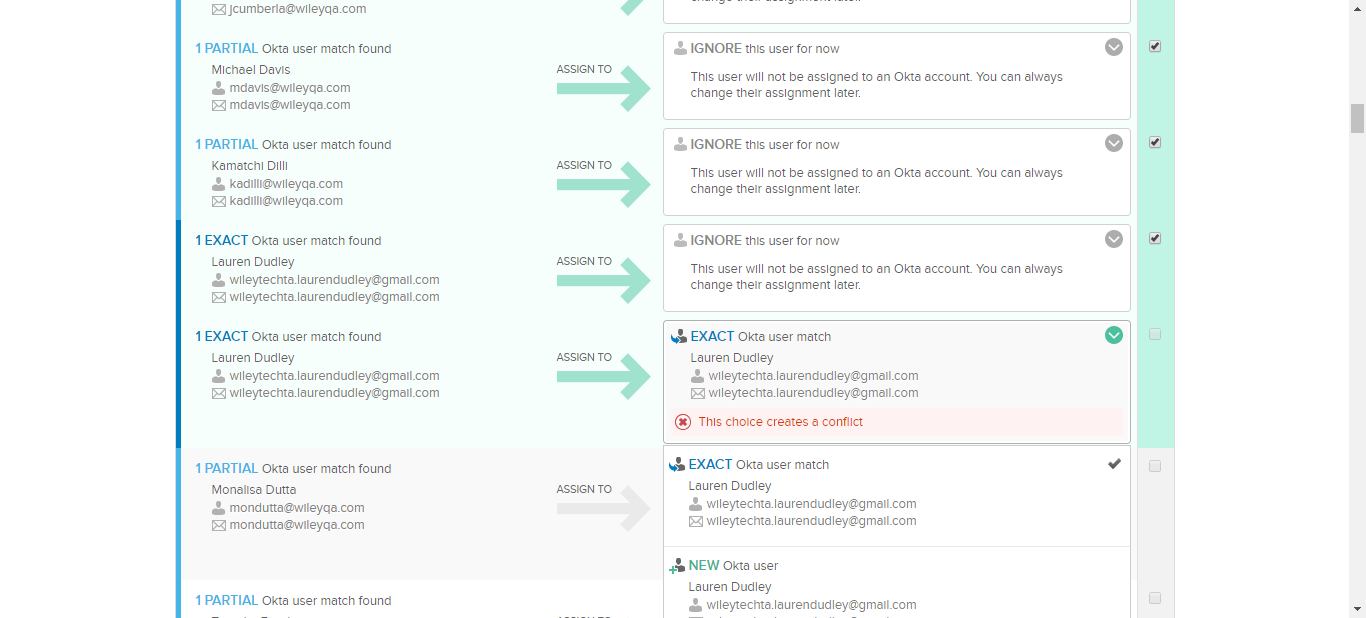 jcumberla@wileyqa.com
change their assignment later.
1 PARTIAL Okta user match found
Michael Davis
mdavis@wileyqa.com
mdavis@wileyqa.com
ASSIGN TO
IGNORE this user for now
This user will not be assigned to an Okta account. You can always
change their assignment later.
1 PARTIAL Okta user match found
Kamatchi Dilli
kadilli@wileyqa.com
kadilli@wileyqa.com
ASSIGN TO
IGNORE this user for now
This user will not be assigned to an Okta account. You can always
change their assignment later.
1 EXACT Okta user match found
Lauren Dudley
wileytechta.laurendudley@gmail.com
wileytechta.laurendudley@gmail.com
ASSIGN TO
IGNORE this user for now
This user will not be assigned to an Okta account. You can always
change their assignment later.
1 EXACT Okta user match found
Lauren Dudley
wileytechta.laurendudley@gmail.com
wileytechta.laurendudley@gmail.com
ASSIGN TO
EXACT Okta user match
Lauren Dudley
wileytechta.laurendudley@gmail.com
wileytechta.laurendudley@gmail.com
This choice creates a conflict
1 PARTIAL Okta user match found
Monalisa Dutta
mondutta@wileyqa.com
mondutta@wileyqa.com
ASSIGN TO
EXACT Okta user match
Lauren Dudley
wileytechta.laurendudley@gmail.com
wileytechta.laurendudley@gmail.com
NEW Okta user
Lauren Dudley
wileytechta.laurendudley@gmail.com
1 PARTIAL Okta user match found